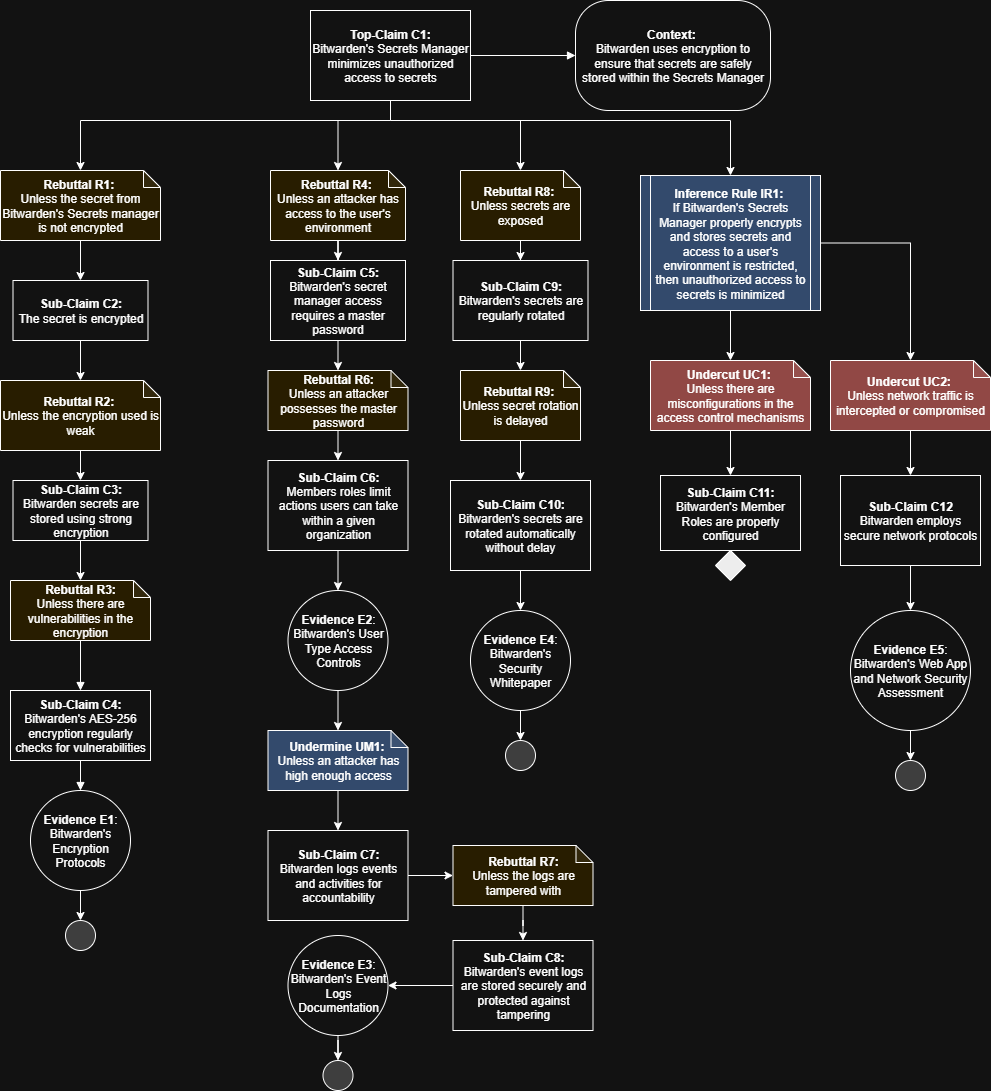 Top-Claim C1:
Bitwarden's Secrets Manager
minimizes unauthorized
access to secrets
Context:
Bitwarden uses encryption to
ensure that secrets are safely
stored within the Secrets Manager
Rebuttal R1:
Unless the secret from
Bitwarden's Secrets manager
is not encrypted
Rebuttal R4:
Unless an attacker has
access to the user's
environment
Rebuttal R8:
Unless secrets are
exposed
Inference Rule IR1:
If Bitwarden's Secrets
Manager properly encrypts
and stores secrets and
access to a user's
environment is restricted,
then unauthorized access to
secrets is minimized
Sub-Claim C2:
The secret is encrypted
Sub-Claim C5:
Bitwarden's secret
manager access
requires a master
password
Sub-Claim C9:
Bitwarden's secrets are
regularly rotated
Rebuttal R2:
Unless the encryption used is
weak
Rebuttal R6:
Unless an attacker
possesses the master
password
Rebuttal R9:
Unless secret rotation
is delayed
Undercut UC1:
Unless there are
misconfigurations in the
access control mechanisms
Undercut UC2:
Unless network traffic is
intercepted or compromised
Sub-Claim C3:
Bitwarden secrets are
stored using strong
encryption
Sub-Claim C6:
Members roles limit
actions users can take
within a given
organization
Sub-Claim C10:
Bitwarden's secrets are
rotated automatically
without delay
Sub-Claim C11:
Bitwarden's Member
Roles are properly
configured
Sub-Claim C12
Bitwarden employs
secure network protocols
Rebuttal R3:
Unless there are
vulnerabilities in the
encryption
Evidence E2:
Bitwarden's User
Type Access
Controls
Evidence E4:
Bitwarden's
Security
Whitepaper
Evidence E5:
Bitwarden's Web App
and Network Security
Assessment
Sub-Claim C4:
Bitwarden's AES-256
encryption regularly
checks for vulnerabilities
Undermine UM1:
Unless an attacker has
high enough access
Evidence E1:
Bitwarden's
Encryption
Protocols
Sub-Claim C7:
Bitwarden logs events
and activities for
accountability
Rebuttal R7:
Unless the logs are
tampered with
Evidence E3:
Bitwarden's Event
Logs
Documentation
Sub-Claim C8:
Bitwarden's event logs
are stored securely and
protected against
tampering